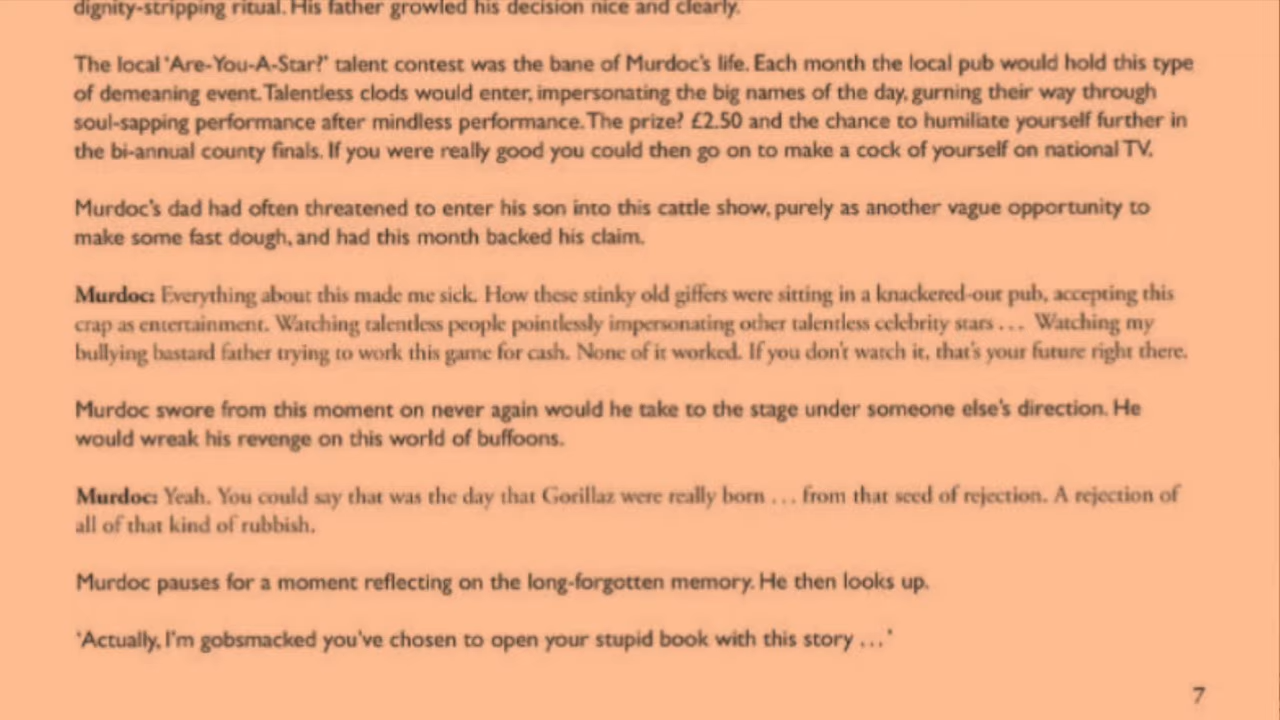 dignity-stripping ritual. His father growled his decision nice and clearly.
The local 'Are-You-A-Star?' talent contest was the bane of Murdoc's life. Each month the local pub would hold this type
of demeaning event. Talentless clods would enter, impersonating the big names of the day, gurning their way through
soul-sapping performance after mindless performance. The prize? £2.50 and the chance to humiliate yourself further in
the bi-annual county finals. If you were really good you could then go on to make a cock of yourself on national TV.
Murdoc's dad had often threatened to enter his son into this cattle show, purely as another vague opportunity to
make some fast dough, and had this month backed his claim.
Murdoc: Everything about this made me sick. How these stinky old giffers were sitting in a knackered-out pub, accepting this
crap as entertainment. Watching talentless people pointlessly impersonating other talentless celebrity stars ... Watching my
bullying bastard father trying to work this game for cash. None of it worked. If you don't watch it, that's your future right there.
Murdoc swore from this moment on never again would he take to the stage under someone else's direction. He
would wreak his revenge on this world of buffoons.
Murdoc: Yeah. You could say that was the day that Gorillaz were really born ... from that seed of rejection. A rejection of
all of that kind of rubbish.
Murdoc pauses for a moment reflecting on the long-forgotten memory. He then looks up.
'Actually, I'm gobsmacked you've chosen to open your stupid book with this story ...'
7